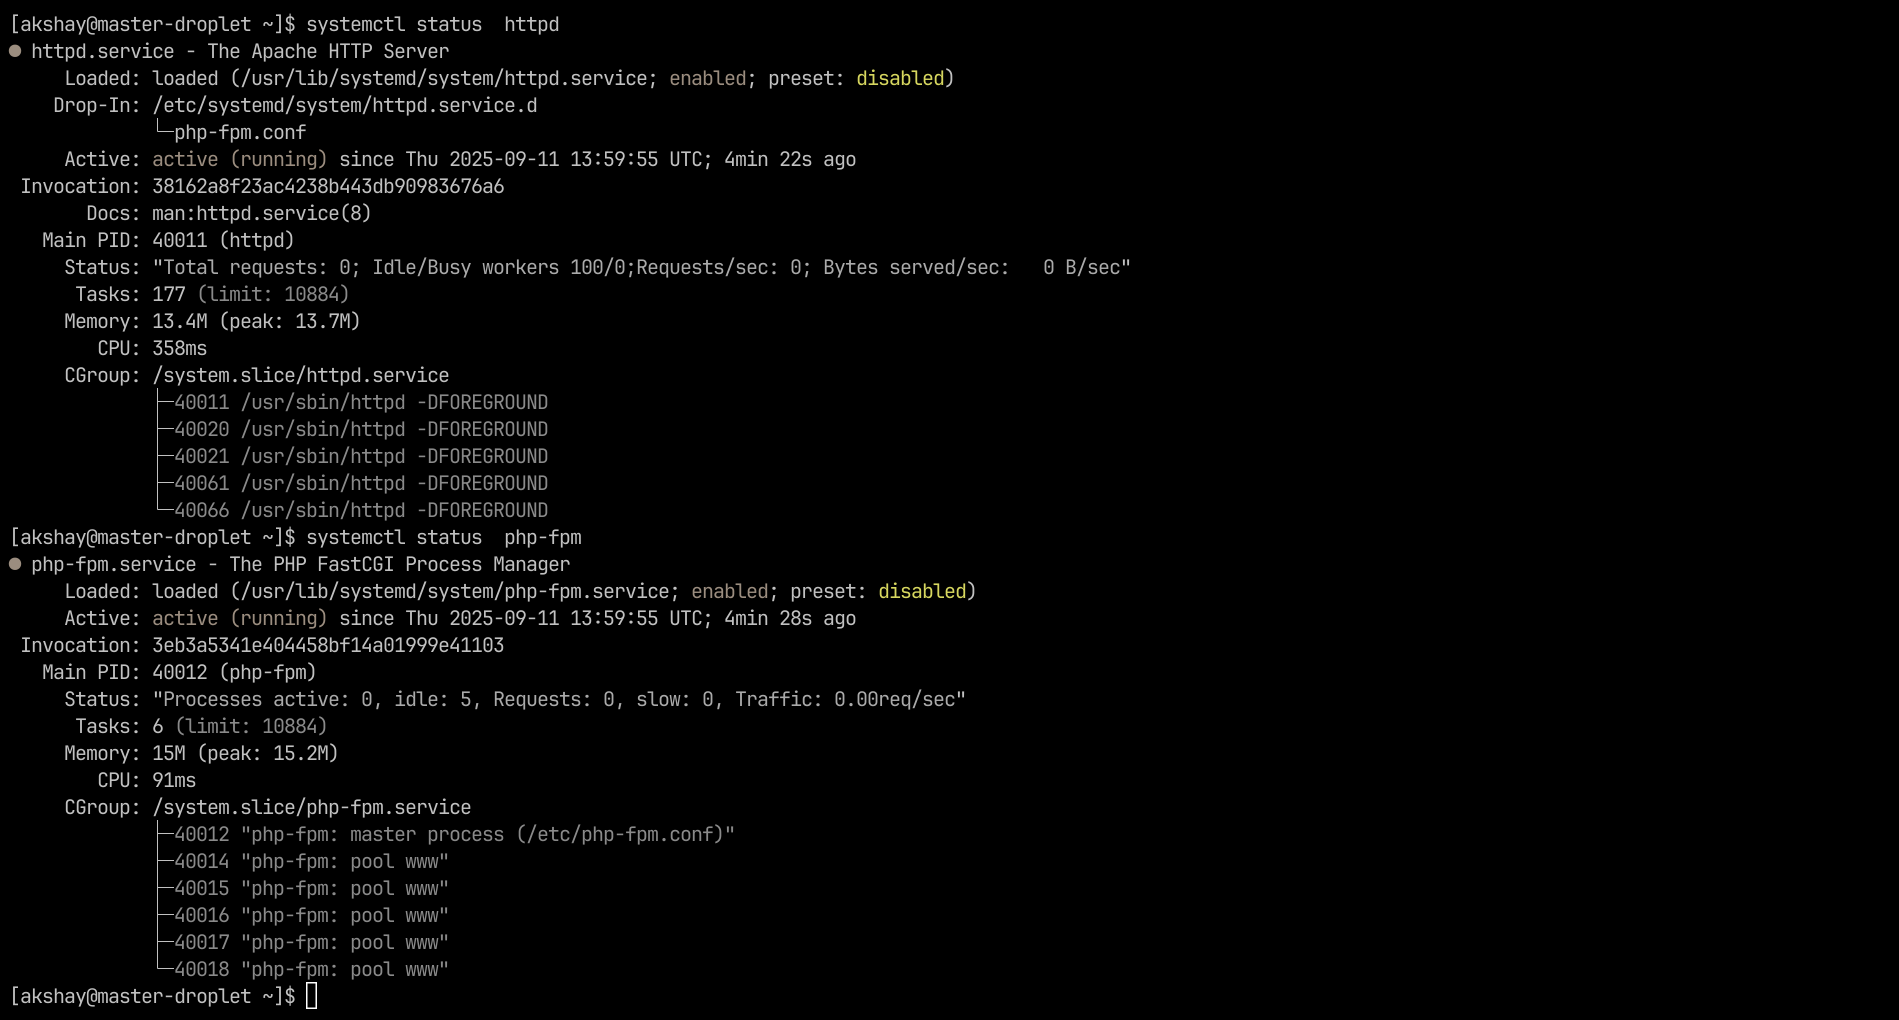 [akshay@master-droplet ~]$ systemctl status  httpd
● httpd.service - The Apache HTTP Server
     Loaded: loaded (/usr/lib/systemd/system/httpd.service; enabled; preset: disabled)
    Drop-In: /etc/systemd/system/httpd.service.d
             └─php-fpm.conf
     Active: active (running) since Thu 2025-09-11 13:59:55 UTC; 4min 22s ago
 Invocation: 38162a8f23ac4238b443db90983676a6
       Docs: man:httpd.service(8)
   Main PID: 40011 (httpd)
     Status: "Total requests: 0; Idle/Busy workers 100/0;Requests/sec: 0; Bytes served/sec:   0 B/sec"
      Tasks: 177 (limit: 10884)
     Memory: 13.4M (peak: 13.7M)
        CPU: 358ms
     CGroup: /system.slice/httpd.service
             ├─40011 /usr/sbin/httpd -DFOREGROUND
             ├─40020 /usr/sbin/httpd -DFOREGROUND
             ├─40021 /usr/sbin/httpd -DFOREGROUND
             ├─40061 /usr/sbin/httpd -DFOREGROUND
             └─40066 /usr/sbin/httpd -DFOREGROUND
[akshay@master-droplet ~]$ systemctl status  php-fpm
● php-fpm.service - The PHP FastCGI Process Manager
     Loaded: loaded (/usr/lib/systemd/system/php-fpm.service; enabled; preset: disabled)
     Active: active (running) since Thu 2025-09-11 13:59:55 UTC; 4min 28s ago
 Invocation: 3eb3a5341e404458bf14a01999e41103
   Main PID: 40012 (php-fpm)
     Status: "Processes active: 0, idle: 5, Requests: 0, slow: 0, Traffic: 0.00req/sec"
      Tasks: 6 (limit: 10884)
     Memory: 15M (peak: 15.2M)
        CPU: 91ms
     CGroup: /system.slice/php-fpm.service
             ├─40012 "php-fpm: master process (/etc/php-fpm.conf)"
             ├─40014 "php-fpm: pool www"
             ├─40015 "php-fpm: pool www"
             ├─40016 "php-fpm: pool www"
             ├─40017 "php-fpm: pool www"
             └─40018 "php-fpm: pool www"
[akshay@master-droplet ~]$